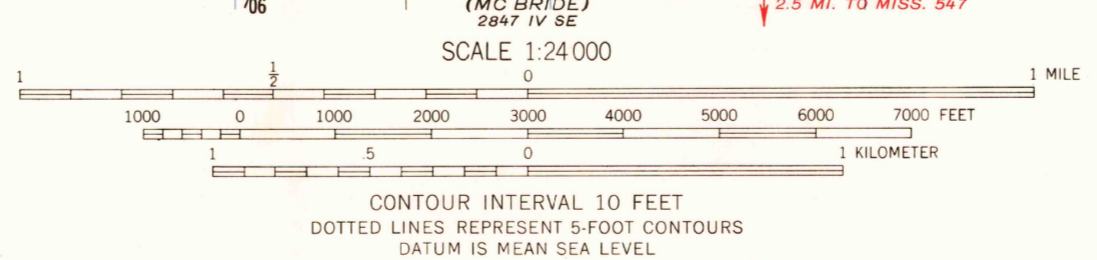 706
(MC BRIDE)
2847 IV SE
2.5 MI. TO MISS. 547
SCALE 1:24 000
1 1/2 0 1 MILE
1000 0 1000 2000 3000 4000 5000 6000 7000 FEET
1 .5 0 1 KILOMETER
CONTOUR INTERVAL 10 FEET
DOTTED LINES REPRESENT 5-FOOT CONTOURS
DATUM IS MEAN SEA LEVEL